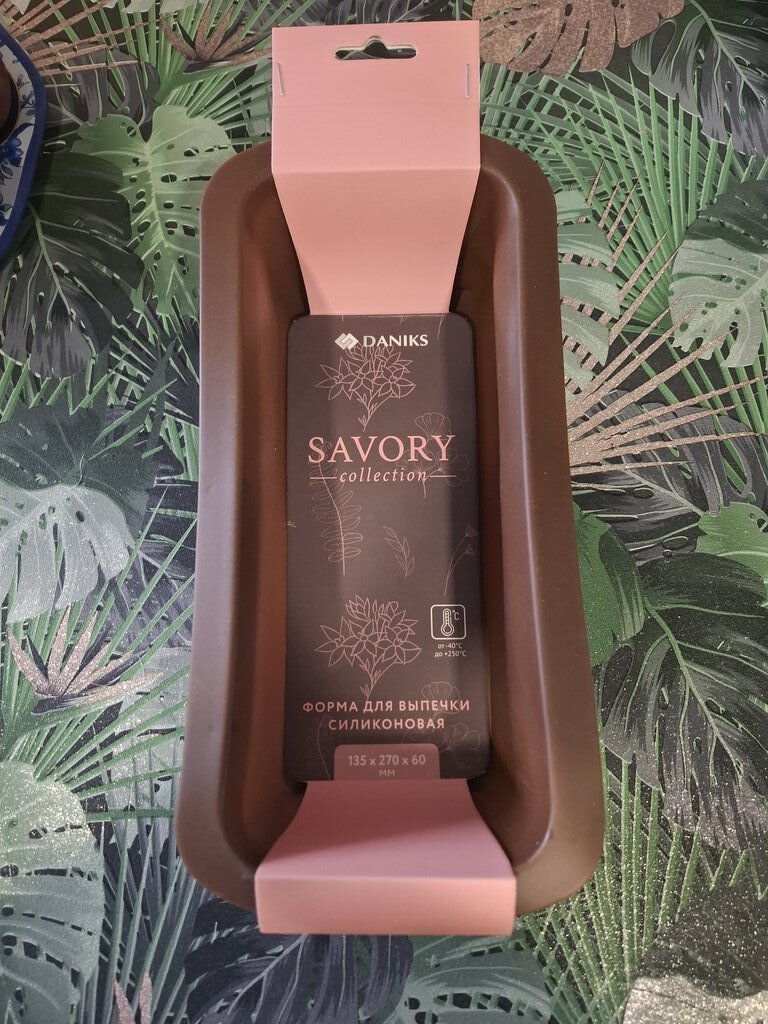 DANIKS
SAVORY
collection
°C
от-40°C
до +250°C
ФОРМА ДЛЯ ВЫПЕЧКИ
СИЛИКОНОВАЯ
135 x 270 x 60
ММ